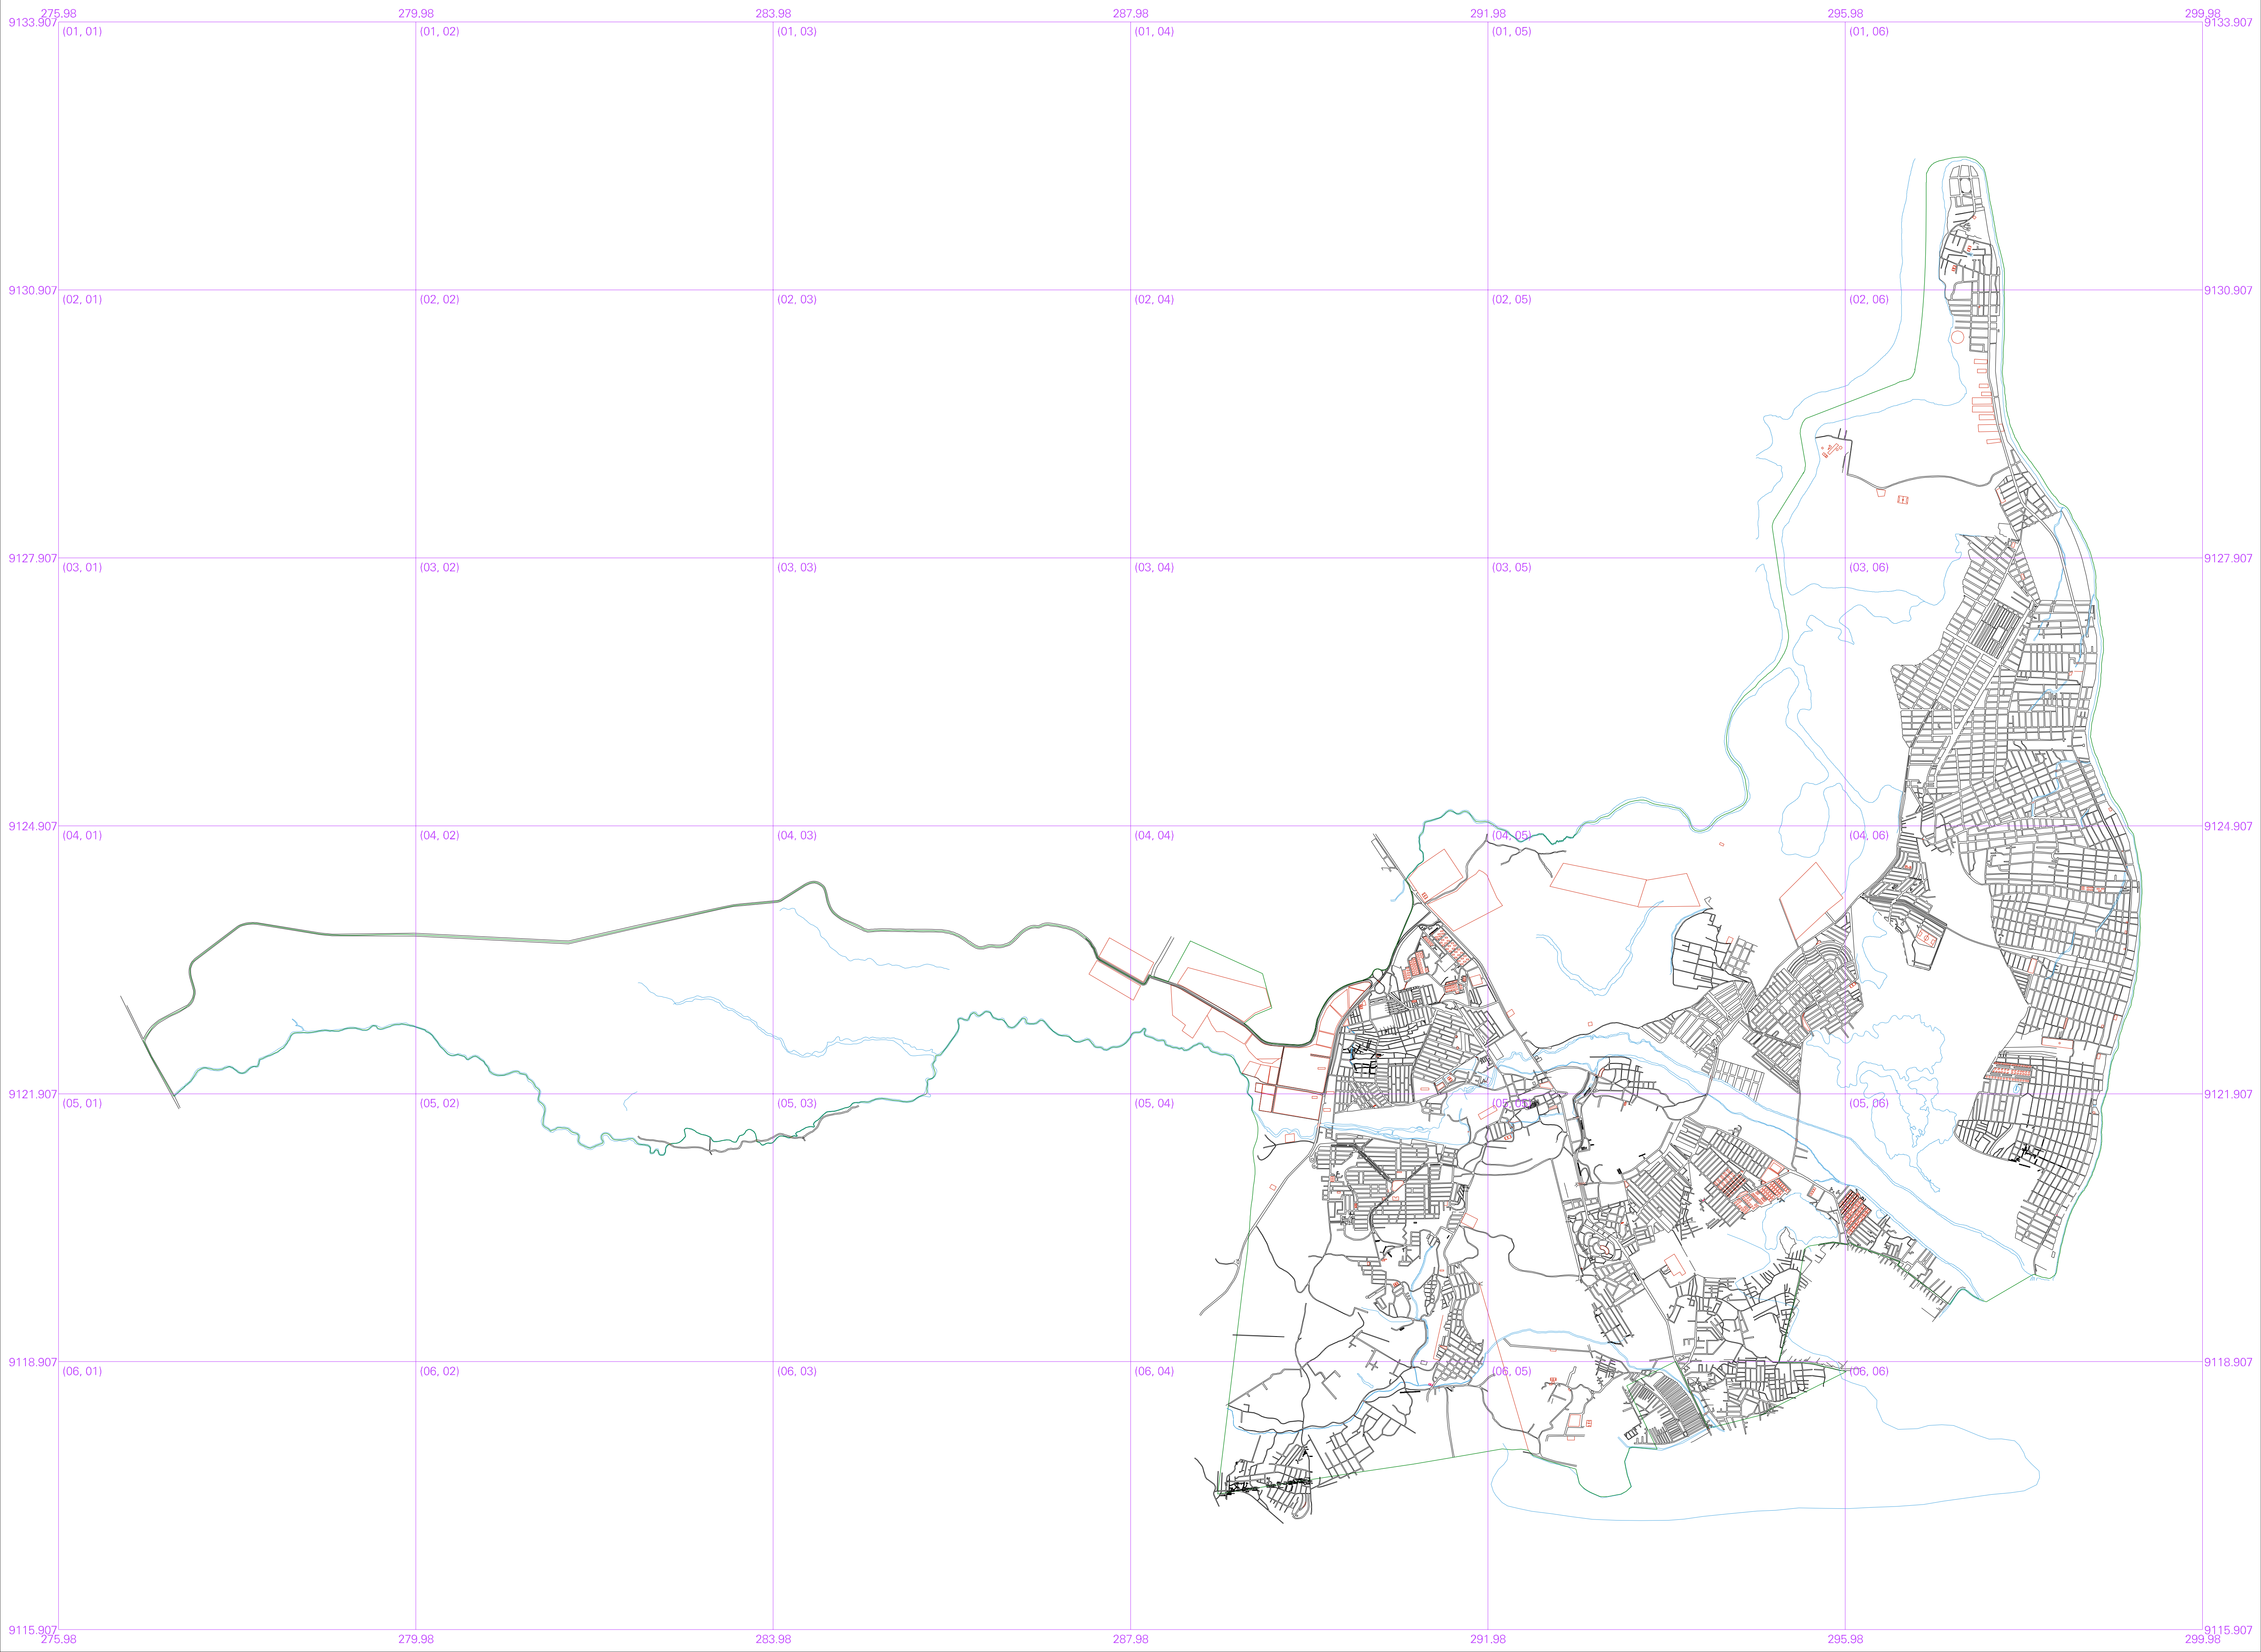 275.98 279.98 283.98 287.98 291.98 295.98 299.98
9133.907 9133.907
(01, 01) (01, 02) (01, 03) (01, 04) (01, 05) (01, 06)
9130.907 9130.907
(02, 01) (02, 02) (02, 03) (02, 04) (02, 05) (02, 06)
9127.907 9127.907
(03, 01) (03, 02) (03, 03) (03, 04) (03, 05) (03, 06)
9124.907 9124.907
(04, 01) (04, 02) (04, 03) (04, 04) (04, 05) (04, 06)
9121.907 9121.907
(05, 01) (05, 02) (05, 03) (05, 04) (05, 05) (05, 06)
9118.907 9118.907
(06, 01) (06, 02) (06, 03) (06, 04) (06, 05) (06, 06)
9115.907 9115.907
275.98 279.98 283.98 287.98 291.98 295.98 299.98